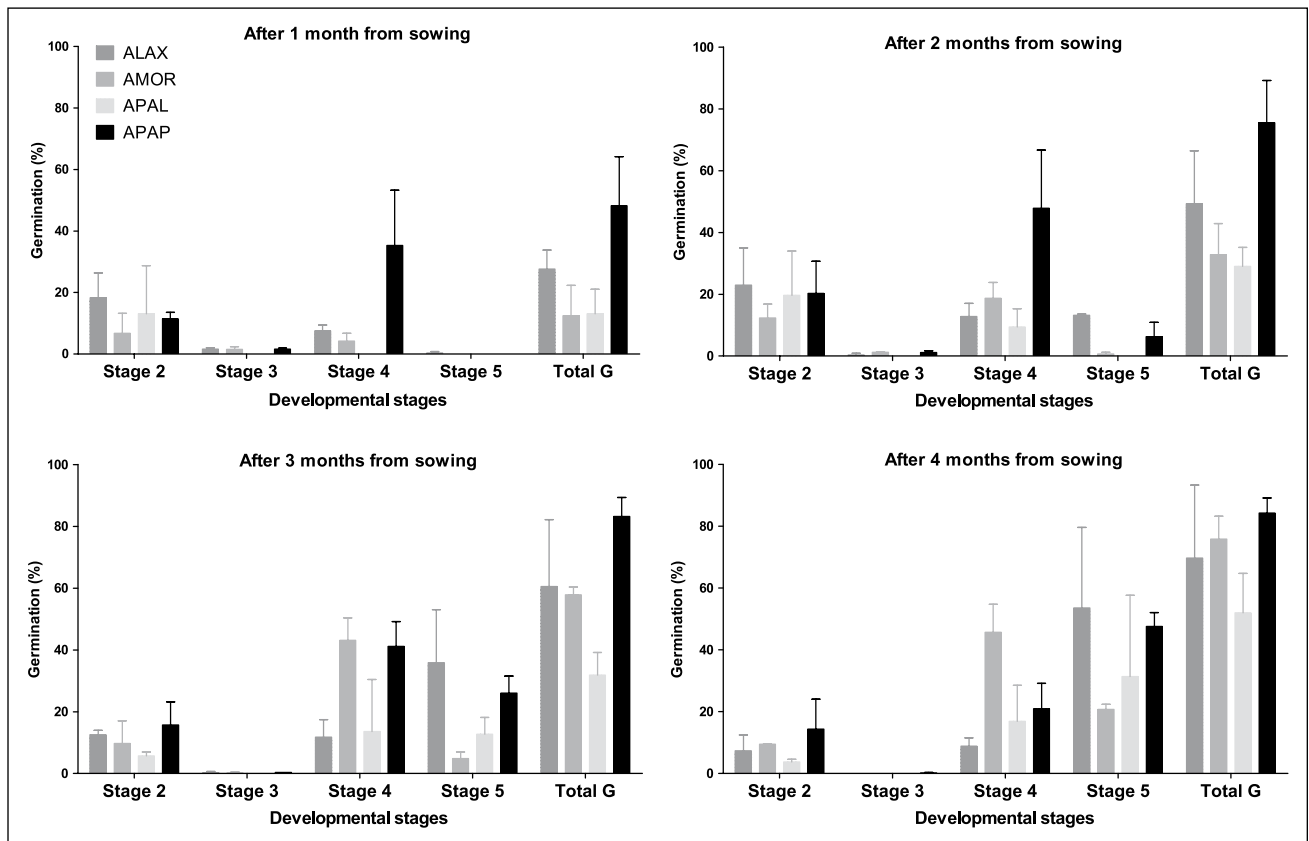 After 1 month from sowing
100
80
60
40
20
0
Germination (%)
ALAX
AMOR
APAL
APAP
Stage 2 Stage 3 Stage 4 Stage 5 Total G
Developmental stages
After 2 months from sowing
100
80
60
40
20
0
Germination (%)
Stage 2 Stage 3 Stage 4 Stage 5 Total G
Developmental stages
After 3 months from sowing
100
80
60
40
20
0
Germination (%)
Stage 2 Stage 3 Stage 4 Stage 5 Total G
Developmental stages
After 4 months from sowing
100
80
60
40
20
0
Germination (%)
Stage 2 Stage 3 Stage 4 Stage 5 Total G
Developmental stages